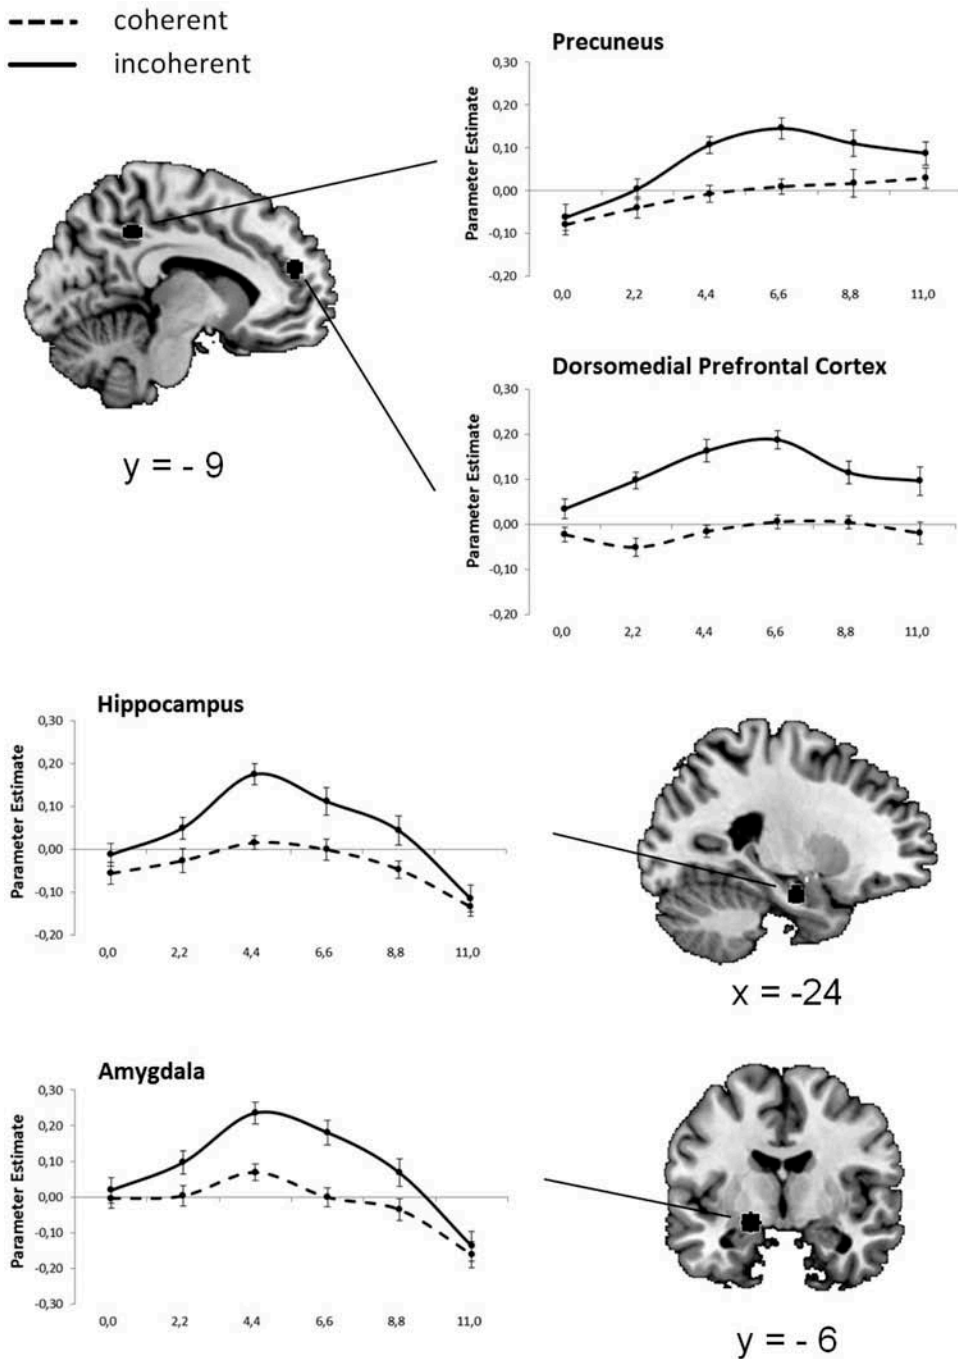 coherent
incoherent
Precuneus
Parameter Estimate
0,30
0,20
0,10
0,00
-0,10
-0,20
0,0 2,2 4,4 6,6 8,8 11,0
y = - 9
Dorsomedial Prefrontal Cortex
Parameter Estimate
0,30
0,20
0,10
0,00
-0,10
-0,20
0,0 2,2 4,4 6,6 8,8 11,0
Hippocampus
Parameter Estimate
0,30
0,20
0,10
0,00
-0,10
-0,20
0,0 2,2 4,4 6,6 8,8 11,0
x = -24
Amygdala
Parameter Estimate
0,30
0,20
0,10
0,00
-0,10
-0,20
-0,30
0,0 2,2 4,4 6,6 8,8 11,0
y = - 6